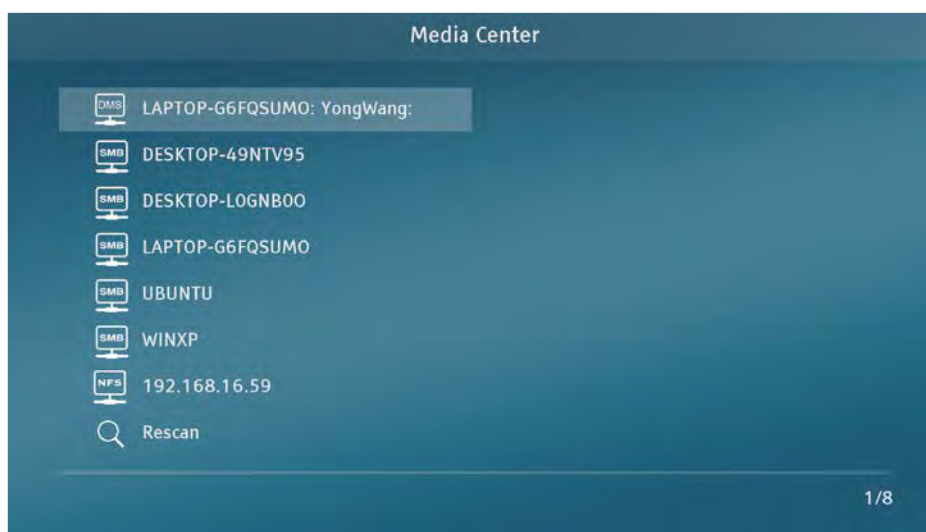 Media Center
DMS LAPTOP-G6FQSUMO: YongWang:
SMB DESKTOP-49NTV95
SMB DESKTOP-L0GNB0O
SMB LAPTOP-G6FQSUMO
SMB UBUNTU
SMB WINXP
NFS 192.168.16.59
Rescan
1/8